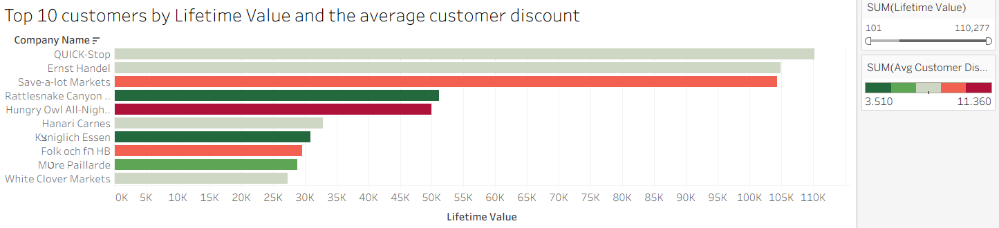 Top 10 customers by Lifetime Value and the average customer discount
Company Name
QUICK-Stop
Ernst Handel
Save-a-lot Markets
Rattlesnake Canyon ..
Hungry Owl All-Nigh..
Hanari Carnes
Kצniglich Essen
Folk och fה HB
Mטre Paillarde
White Clover Markets
0K 5K 10K 15K 20K 25K 30K 35K 40K 45K 50K 55K 60K 65K 70K 75K 80K 85K 90K 95K 100K 105K 110K
Lifetime Value
SUM(Lifetime Value)
101 110,277
SUM(Avg Customer Dis...
3.510 11.360